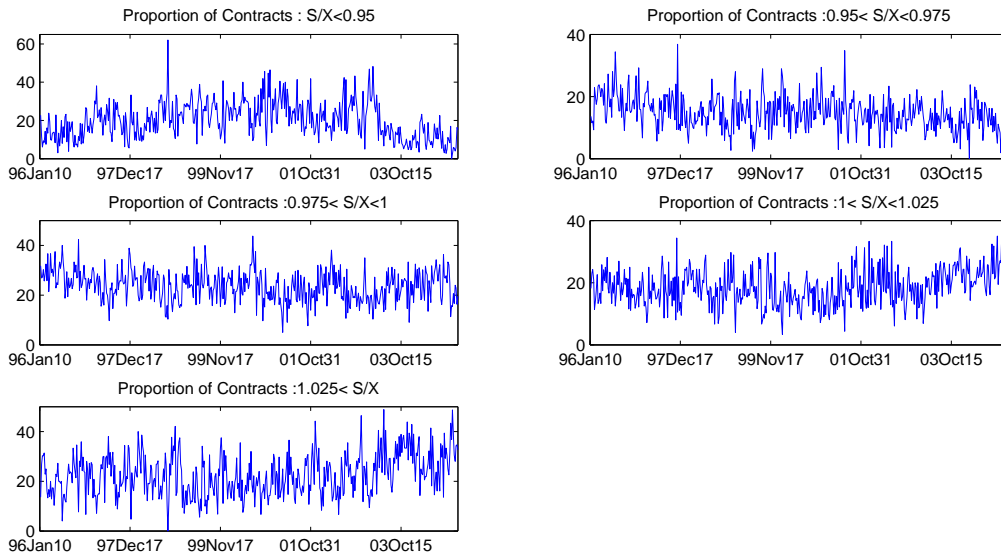 Proportion of Contracts : S/X<0.95
60
40
20
0
96Jan10 97Dec17 99Nov17 01Oct31 03Oct15
Proportion of Contracts :0.95< S/X<0.975
40
20
0
96Jan10 97Dec17 99Nov17 01Oct31 03Oct15
Proportion of Contracts :0.975< S/X<1
40
20
0
96Jan10 97Dec17 99Nov17 01Oct31 03Oct15
Proportion of Contracts :1< S/X<1.025
40
20
0
96Jan10 97Dec17 99Nov17 01Oct31 03Oct15
Proportion of Contracts :1.025< S/X
40
20
0
96Jan10 97Dec17 99Nov17 01Oct31 03Oct15